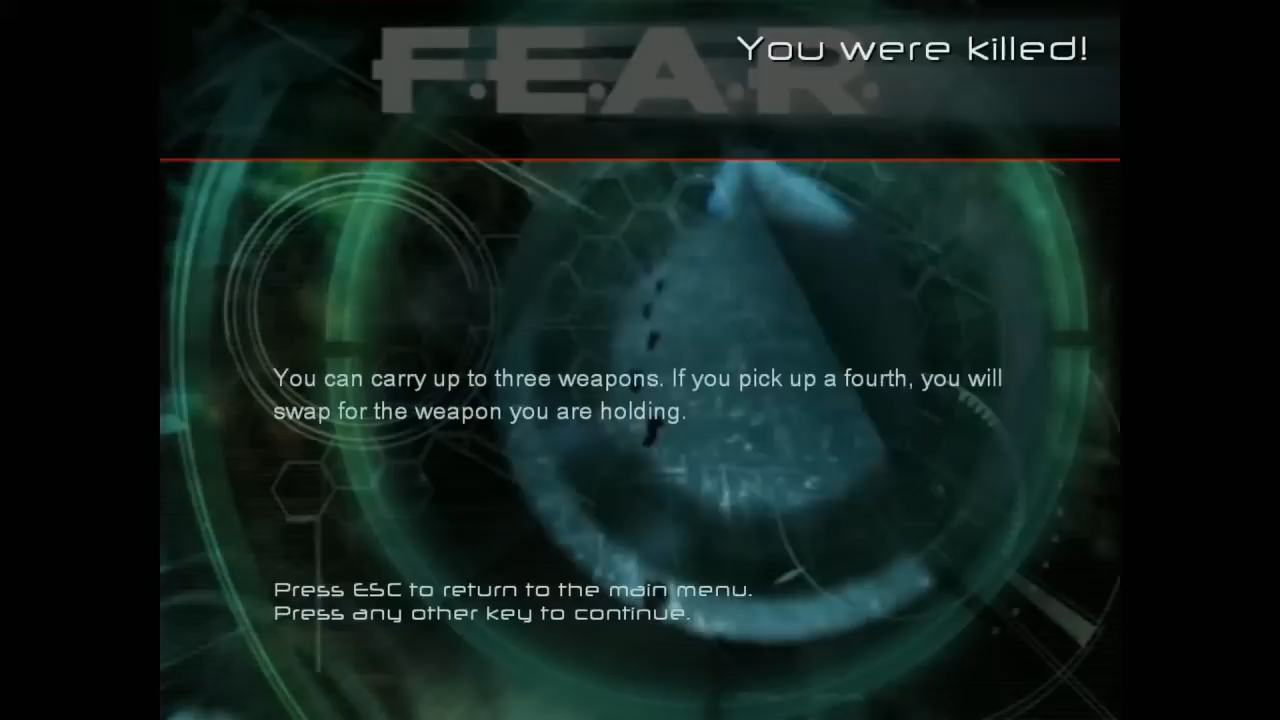 F.E.A.R.
You were killed!
You can carry up to three weapons. If you pick up a fourth, you will
swap for the weapon you are holding.
Press ESC to return to the main menu.
Press any other key to continue.